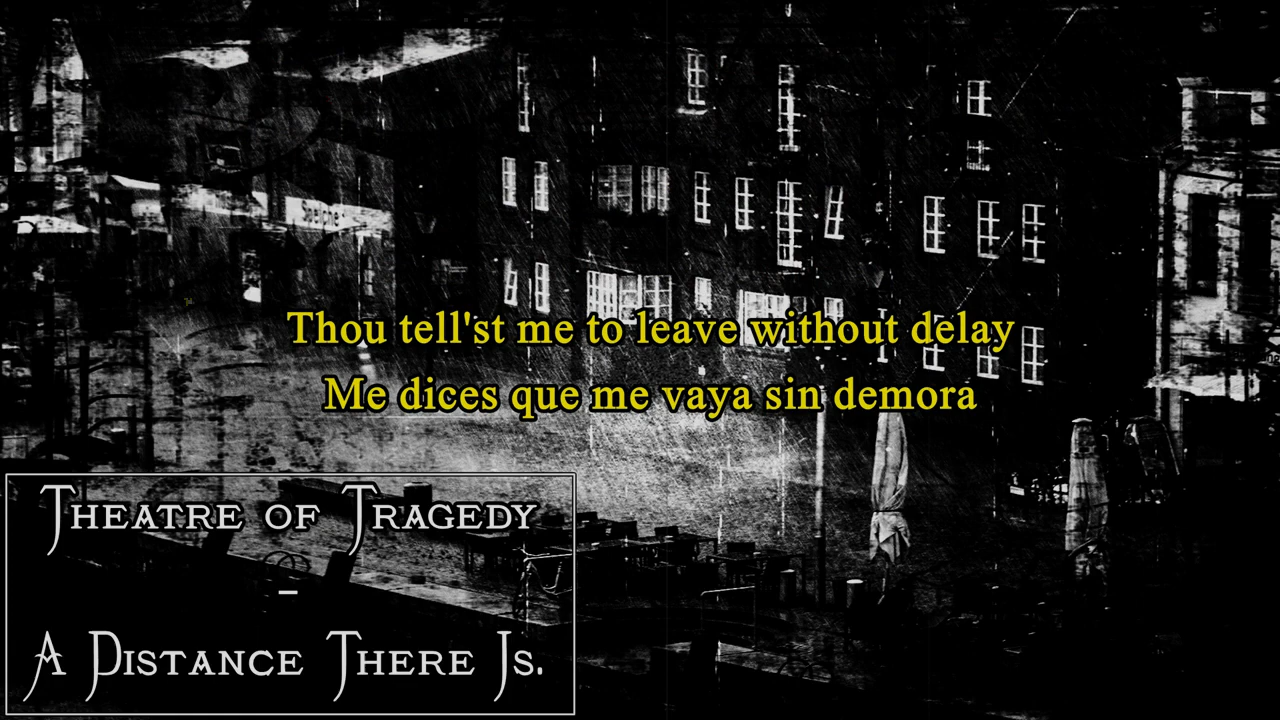 Thou tell'st me to leave without delay
Me dices que me vaya sin demora
Theatre of Tragedy
–
A Distance There Is.